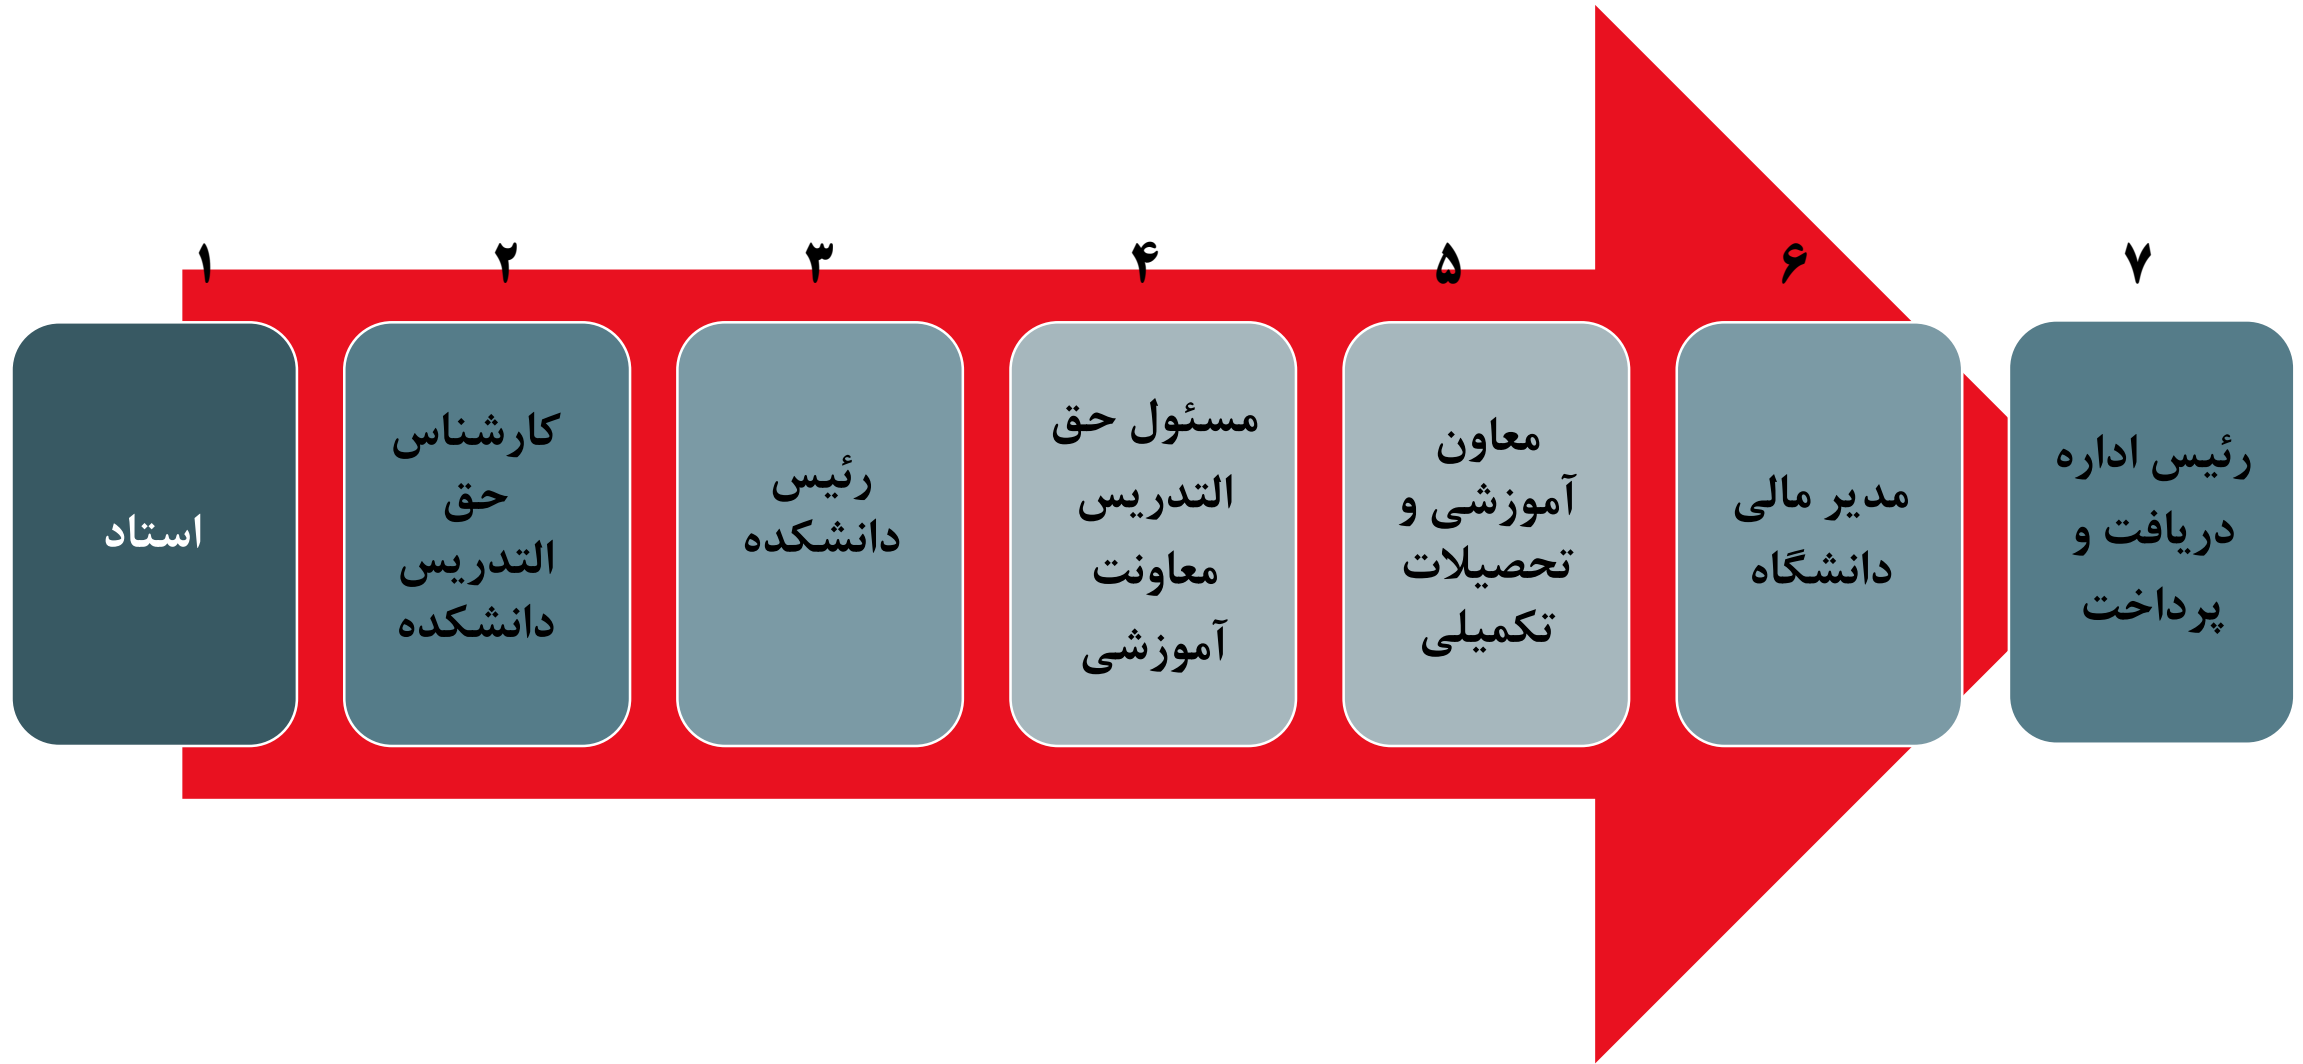 ۱
استاد
۲
کارشناس
حق
التدریس
دانشکده
۳
رئیس
دانشکده
۴
مسئول حق
التدریس
معاونت
آموزشی
۵
معاون
آموزشی و
تحصیلات
تکمیلی
۶
مدیر مالی
دانشگاه
۷
رئیس اداره
دریافت و
پرداخت